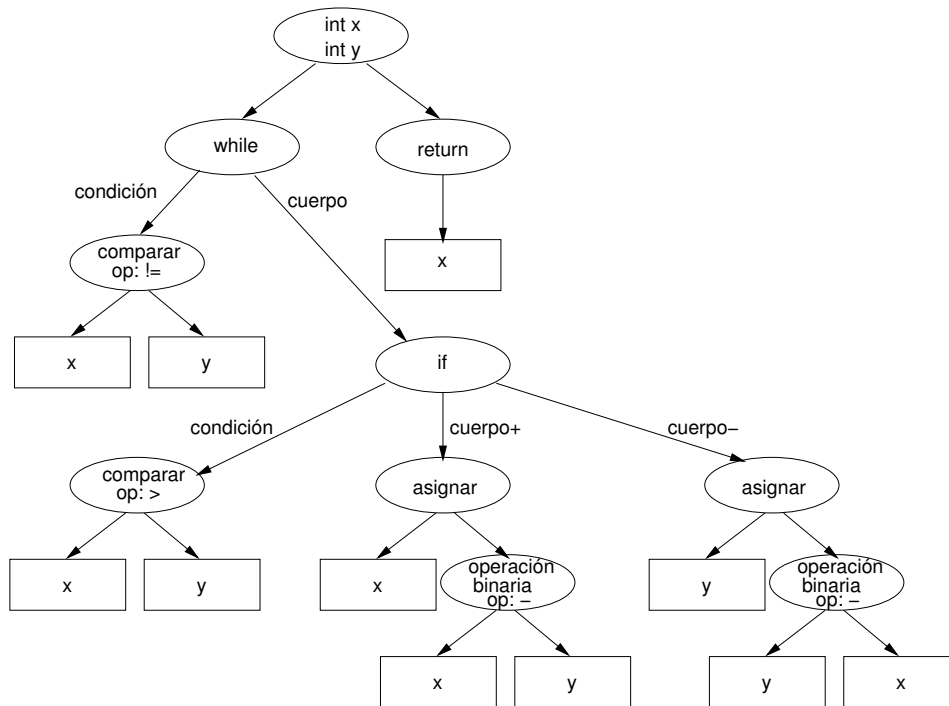 int x
int y
while
return
condición
cuerpo
comparar
op: !=
x
x
y
if
condición
cuerpo+
cuerpo−
comparar
op: >
asignar
asignar
x
y
x
operación
binaria
op: −
y
operación
binaria
op: −
x
y
y
x